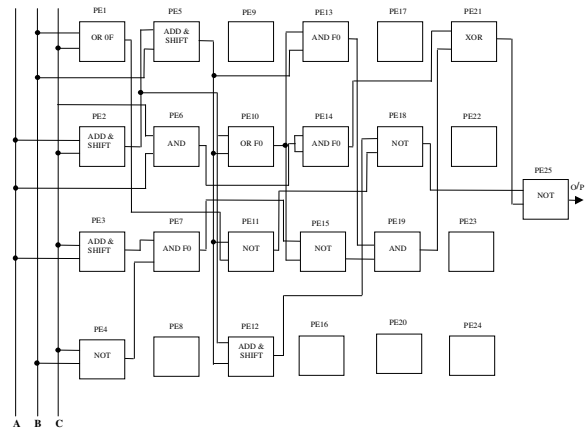 PE1 PE5 PE9 PE13 PE17 PE21
OR 0F
ADD &
SHIFT
AND F0
XOR
PE2 PE6 PE10 PE14 PE18 PE22
ADD &
SHIFT
AND
OR F0
AND F0
NOT
PE25
NOT
O/P
PE3 PE7 PE11 PE15 PE19 PE23
ADD &
SHIFT
AND F0
NOT
NOT
AND
PE4 PE8 PE12 PE16 PE20 PE24
NOT
ADD &
SHIFT
A B C